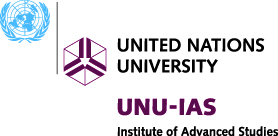 UNITED NATIONS
UNIVERSITY
UNU-IAS
Institute of Advanced Studies